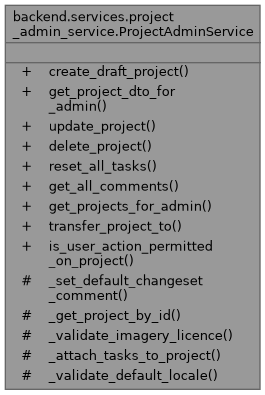 backend.services.project
_admin_service.ProjectAdminService
+ create_draft_project()
+ get_project_dto_for
_admin()
+ update_project()
+ delete_project()
+ reset_all_tasks()
+ get_all_comments()
+ get_projects_for_admin()
+ transfer_project_to()
+ is_user_action_permitted
_on_project()
# _set_default_changeset
_comment()
# _get_project_by_id()
# _validate_imagery_licence()
# _attach_tasks_to_project()
# _validate_default_locale()